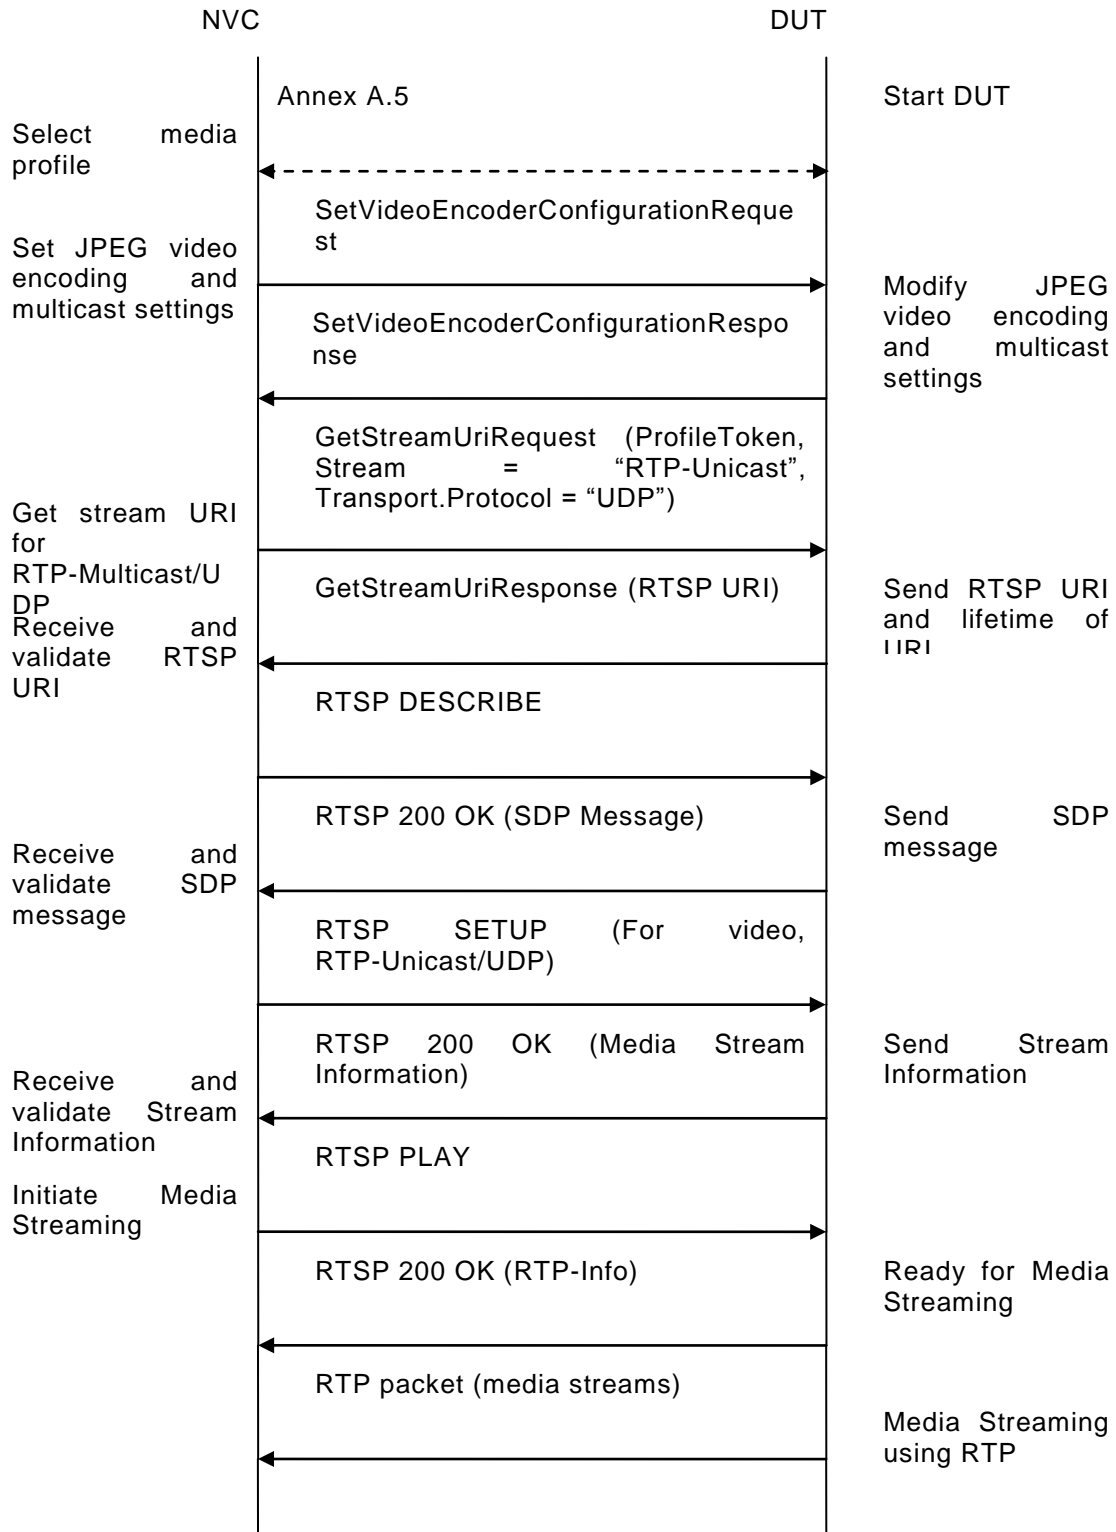 NVC
DUT
Annex A.5
Start DUT
Select media
profile
SetVideoEncoderConfigurationReque
st
Set JPEG video
encoding and
multicast settings
Modify JPEG
video encoding
and multicast
settings
SetVideoEncoderConfigurationRespo
nse
GetStreamUriRequest (ProfileToken,
Stream = “RTP-Unicast”,
Transport.Protocol = “UDP”)
Get stream URI
for
RTP-Multicast/U
DP
GetStreamUriResponse (RTSP URI)
Send RTSP URI
and lifetime of
URI
Receive and
validate RTSP
URI
RTSP DESCRIBE
RTSP 200 OK (SDP Message)
Send SDP
message
Receive and
validate SDP
message
RTSP SETUP (For video,
RTP-Unicast/UDP)
RTSP 200 OK (Media Stream
Information)
Send Stream
Information
Receive and
validate Stream
Information
RTSP PLAY
Initiate Media
Streaming
RTSP 200 OK (RTP-Info)
Ready for Media
Streaming
RTP packet (media streams)
Media Streaming
using RTP